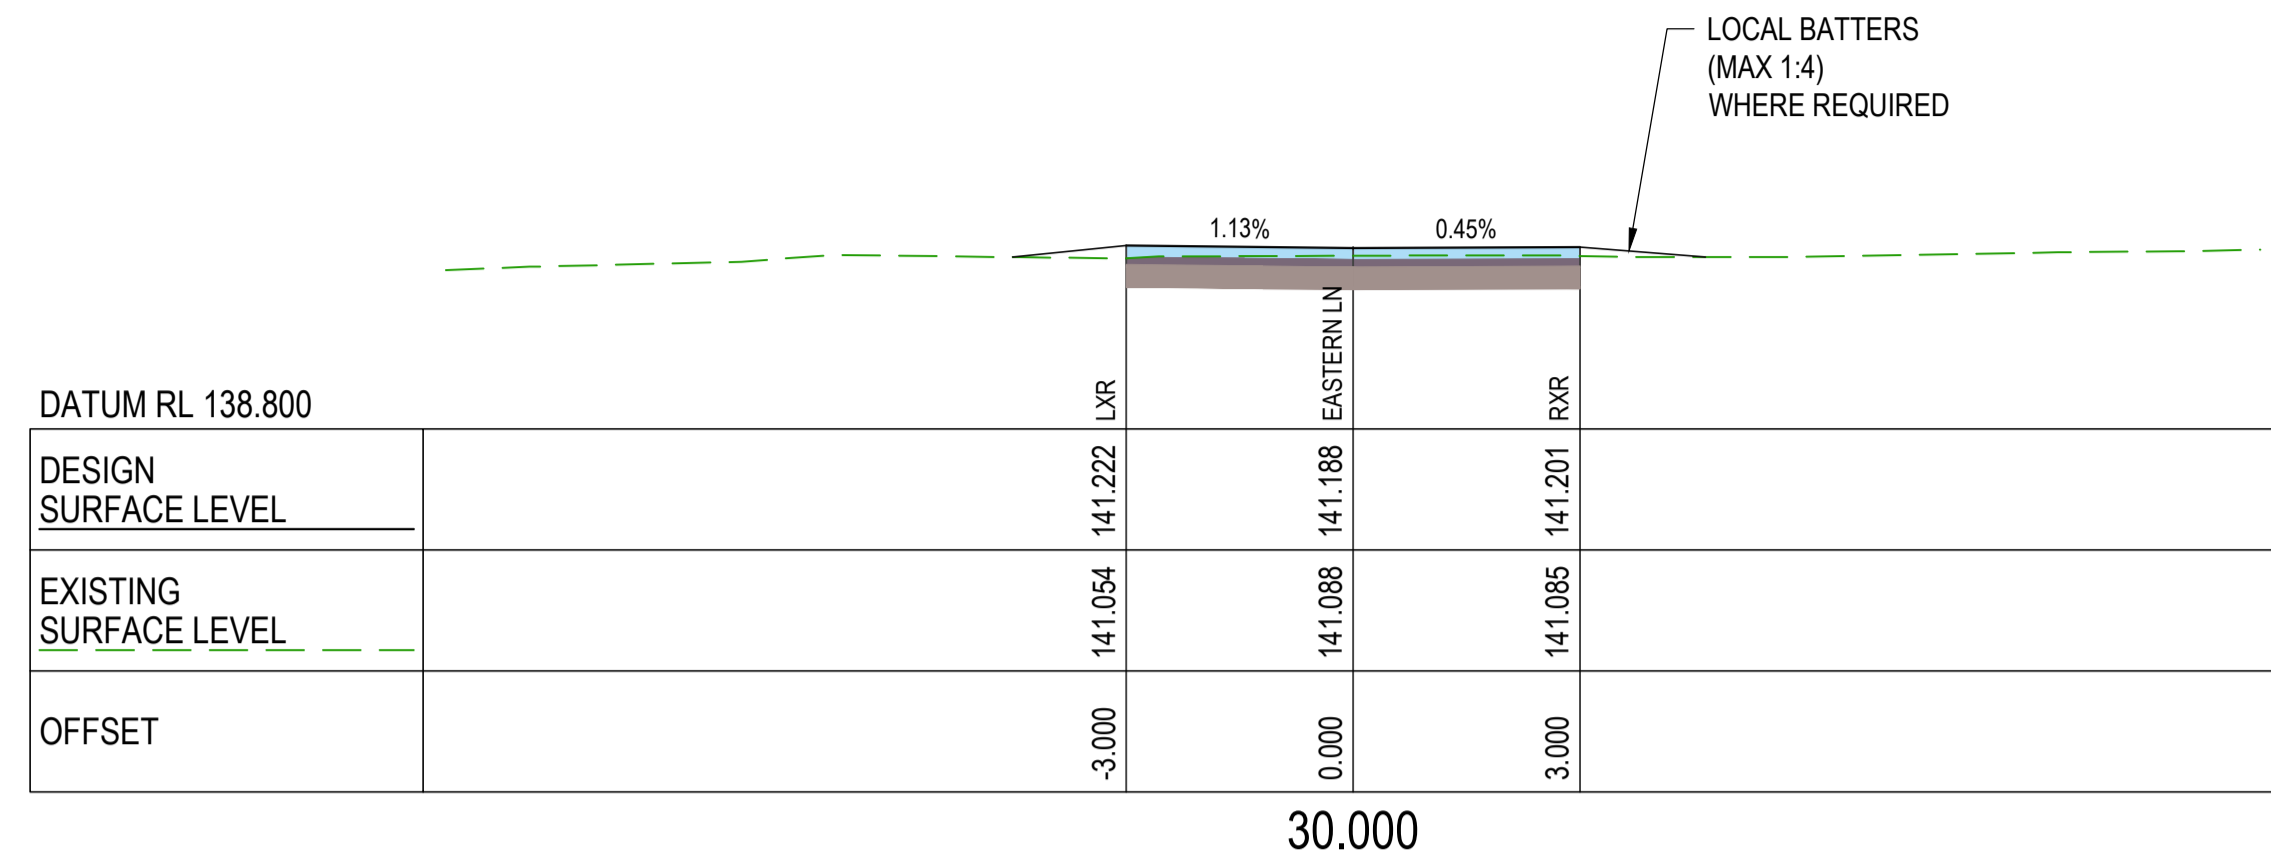 LOCAL BATTERS
(MAX 1:4)
WHERE REQUIRED
1.13%
0.45%
LXR
EASTERN LN
RXR
DATUM RL 138.800
DESIGN
SURFACE LEVEL
141.222
141.188
141.201
EXISTING
SURFACE LEVEL
141.054
141.088
141.085
OFFSET
-3.000
0.000
3.000
30.000